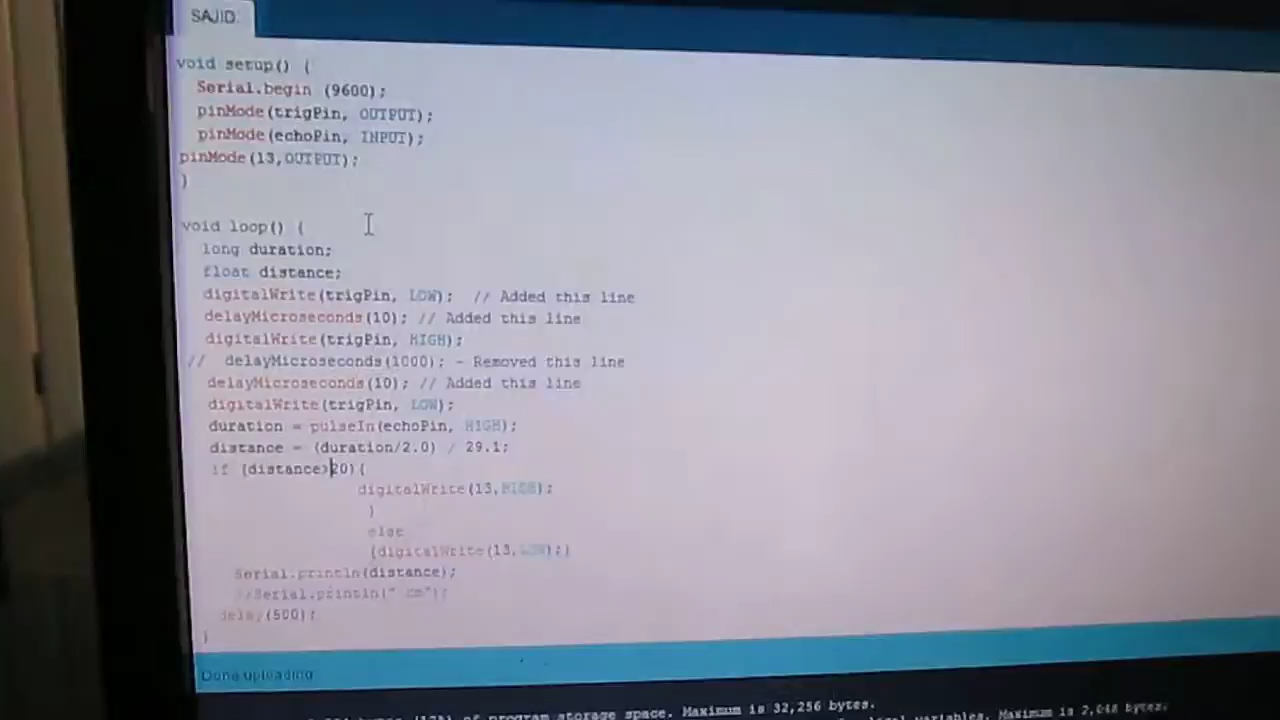 SAJID
void setup() {
Serial.begin (9600);
pinMode(trigPin, OUTPUT);
pinMode(echoPin, INPUT);
pinMode(13,OUTPUT);
}
void loop() {
long duration;
float distance;
digitalWrite(trigPin, LOW);  // Added this line
delayMicroseconds(10); // Added this line
digitalWrite(trigPin, HIGH);
//  delayMicroseconds(1000); - Removed this line
delayMicroseconds(10); // Added this line
digitalWrite(trigPin, LOW);
duration = pulseIn(echoPin, HIGH);
distance = (duration/2.0) / 29.1;
if (distance>20){
digitalWrite(13,HIGH);
}
else
{digitalWrite(13,LOW);}
Serial.println(distance);
//Serial.println(" cm");
delay(500);
}
Done uploading
of program storage space. Maximum is 32,256 bytes.
variables. Maximum is 2,048 bytes.